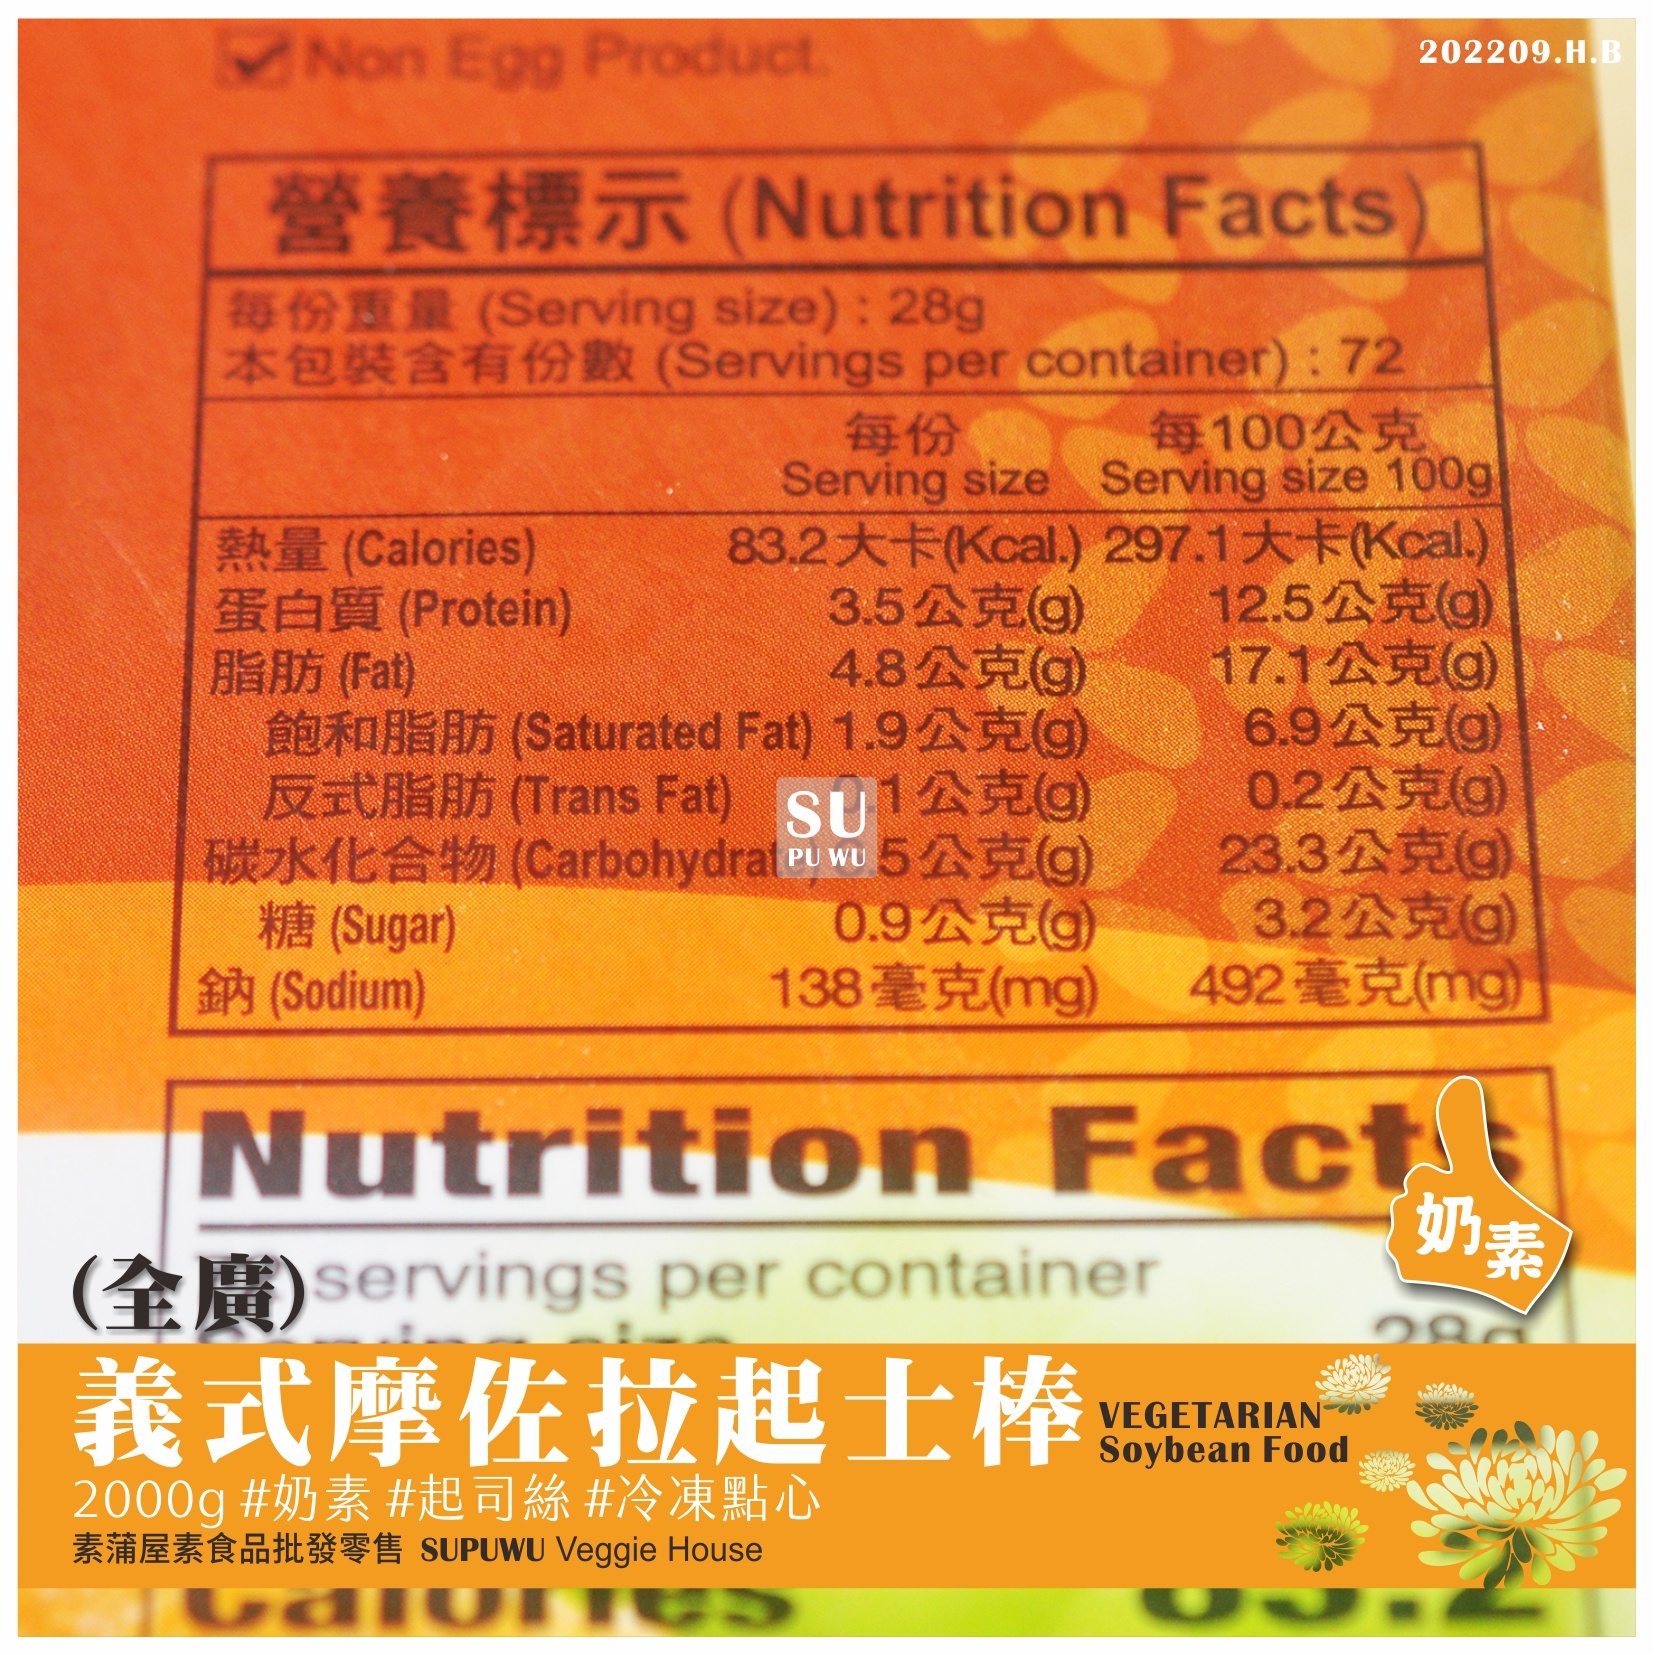 Non Egg Product.
202209.H.B
營養標示 (Nutrition Facts)
每份重量 (Serving size) : 28g
本包裝含有份數 (Servings per container) : 72
每份 每100公克
Serving size Serving size 100g
熱量 (Calories) 83.2大卡(Kcal.) 297.1大卡(Kcal.)
蛋白質 (Protein) 3.5公克(g) 12.5公克(g)
脂肪 (Fat) 4.8公克(g) 17.1公克(g)
飽和脂肪 (Saturated Fat) 1.9公克(g) 6.9公克(g)
反式脂肪 (Trans Fat) 0.1公克(g) 0.2公克(g)
SU
PU WU
碳水化合物 (Carbohydrate) 公克(g) 23.3公克(g)
糖 (Sugar) 0.9公克(g) 3.2公克(g)
鈉 (Sodium) 138毫克(mg) 492毫克(mg)
Nutrition Facts
奶素
servings per container
(全廣)
Serving size 28g
義式摩佐拉起士棒
VEGETARIAN
Soybean Food
2000g #奶素 #起司絲 #冷凍點心
素蒲屋素食品批發零售 SUPUWU Veggie House
Calories 83.2